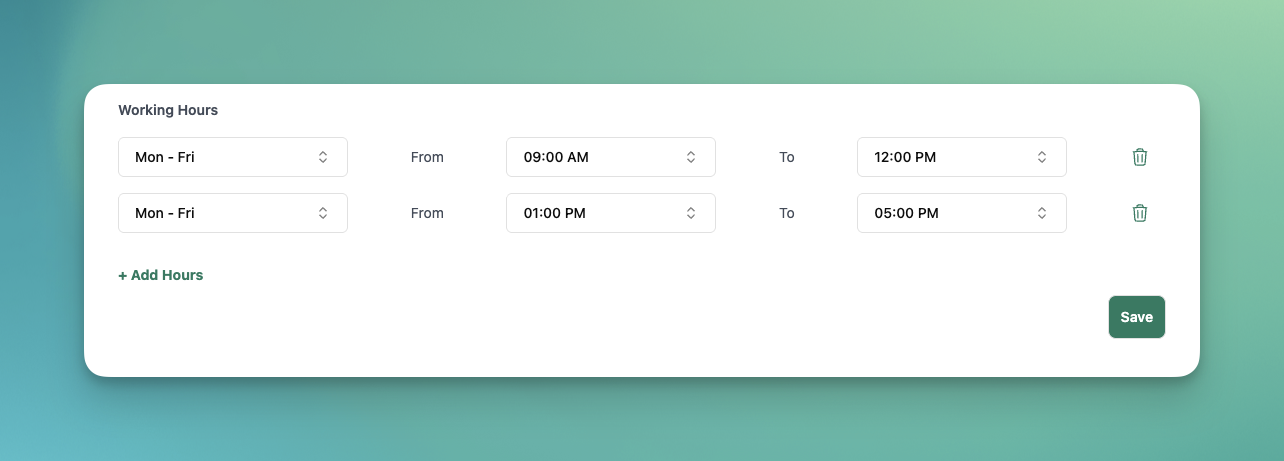 Working Hours
Mon - Fri From 09:00 AM To 12:00 PM
Mon - Fri From 01:00 PM To 05:00 PM
+ Add Hours
Save